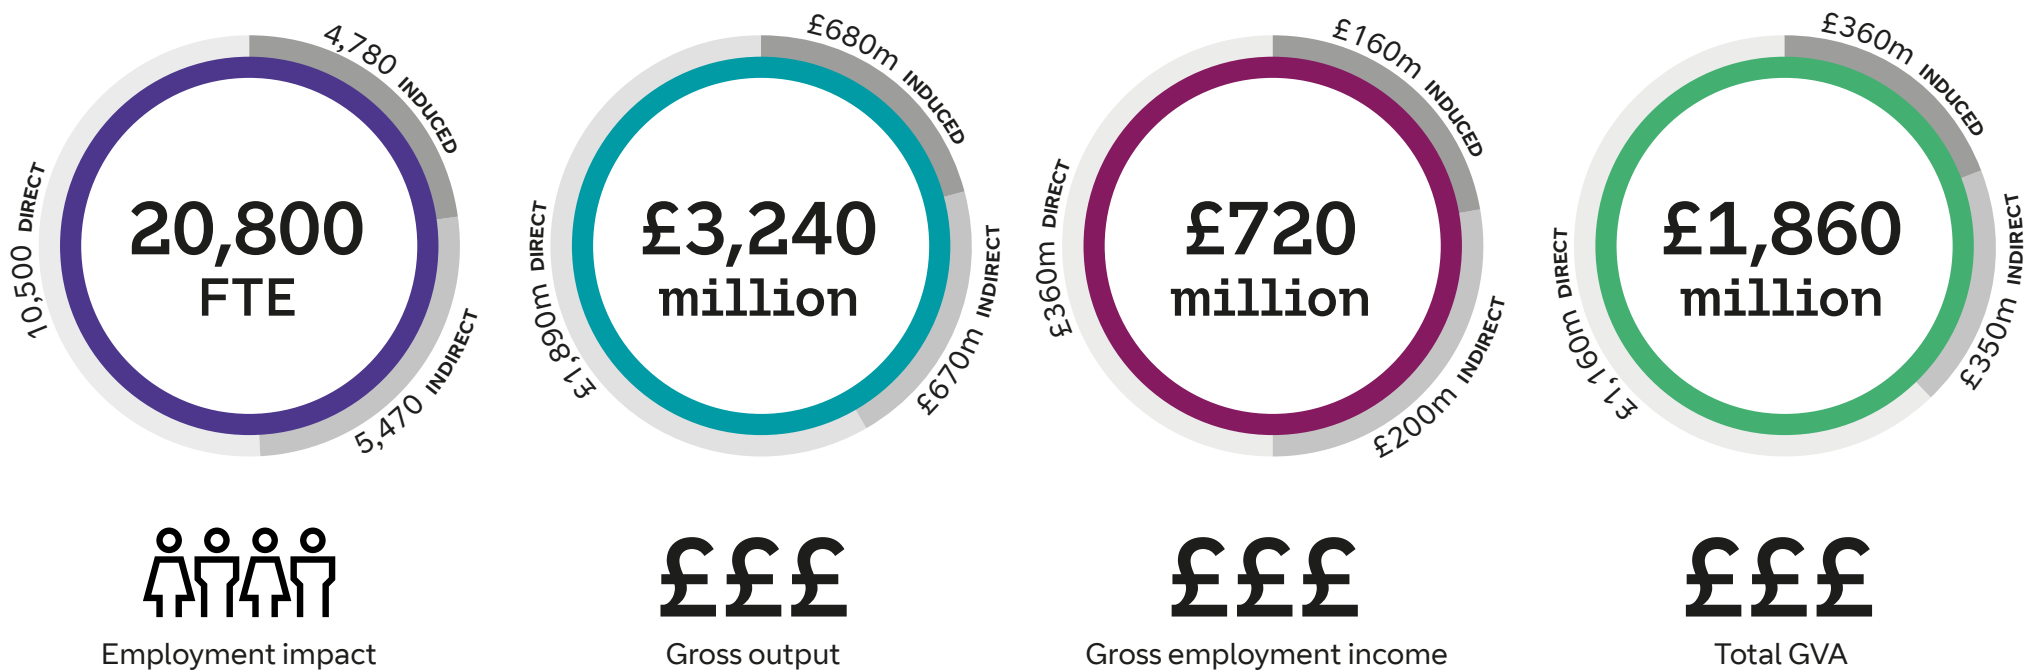 4,780 INDUCED
10,500 DIRECT
5,470 INDIRECT
20,800
FTE
Employment impact
£680m INDUCED
£1,890m DIRECT
£670m INDIRECT
£3,240
million
£££
Gross output
£160m INDUCED
£360m DIRECT
£200m INDIRECT
£720
million
£££
Gross employment income
£360m INDUCED
£1,160m DIRECT
£350m INDIRECT
£1,860
million
£££
Total GVA